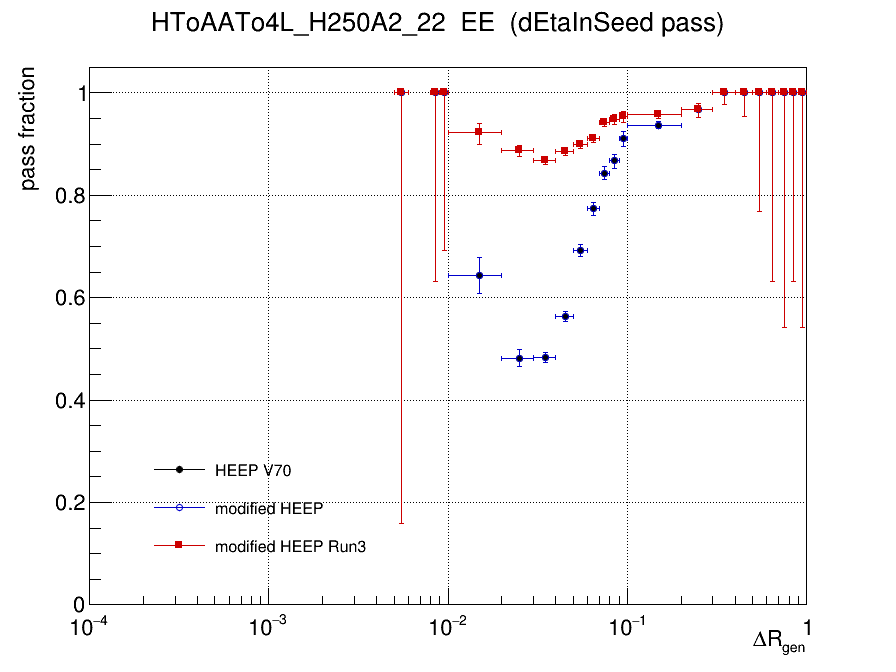 HToAATo4L_H250A2_22 EE (dEtaInSeed pass)
pass fraction
1
0.8
0.6
0.4
0.2
0
HEEP V70
modified HEEP
modified HEEP Run3
10⁻⁴ 10⁻³ 10⁻² 10⁻¹ 1
ΔR_gen